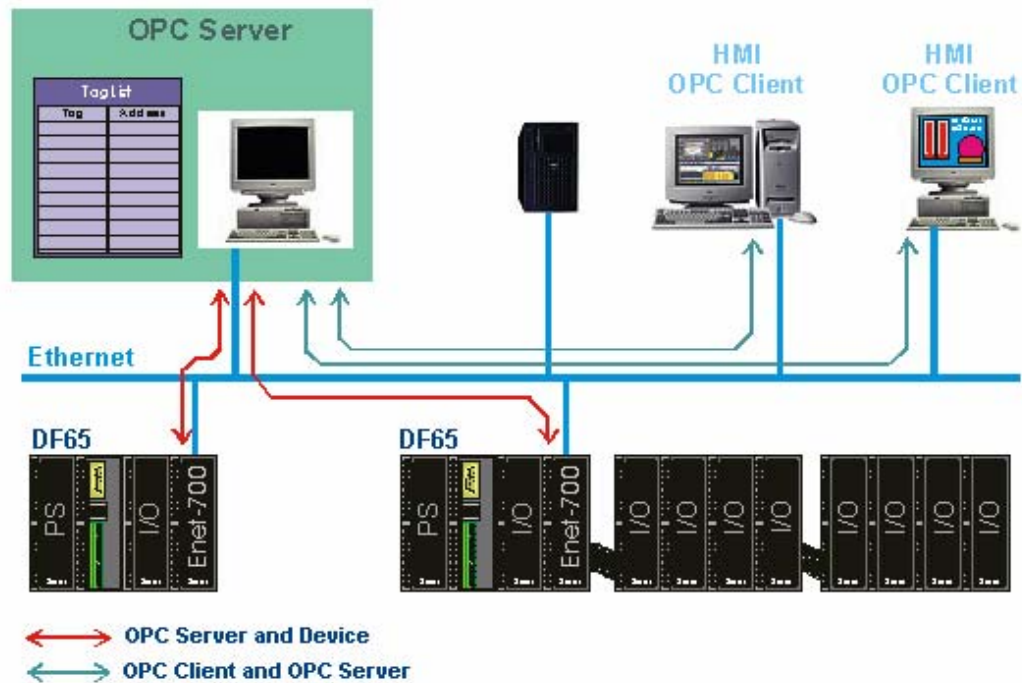 OPC Server
TagList
Tag Address
HMI
OPC Client
HMI
OPC Client
Ethernet
DF65
DF65
PS
I/O
Enet-700
PS
I/O
Enet-700
I/O
I/O
I/O
I/O
I/O
I/O
I/O
I/O
OPC Server and Device
OPC Client and OPC Server